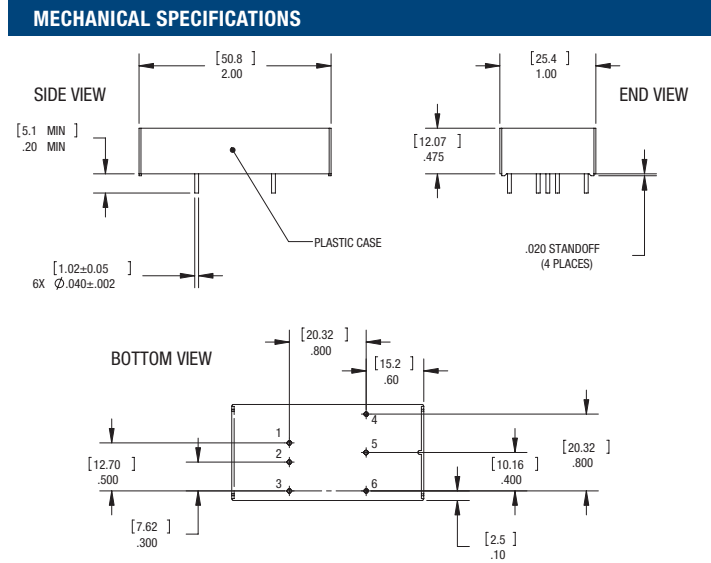 MECHANICAL SPECIFICATIONS
SIDE VIEW
[50.8 ]
2.00
[5.1 MIN ]
.20 MIN
PLASTIC CASE
[1.02±0.05 ]
6X Ø.040±.002
[25.4 ]
1.00
END VIEW
[12.07 ]
.475
.020 STANDOFF
(4 PLACES)
BOTTOM VIEW
[20.32 ]
.800
[15.2 ]
.60
1
2
3
4
5
6
[12.70 ]
.500
[7.62 ]
.300
[20.32 ]
.800
[10.16 ]
.400
[2.5 ]
.10